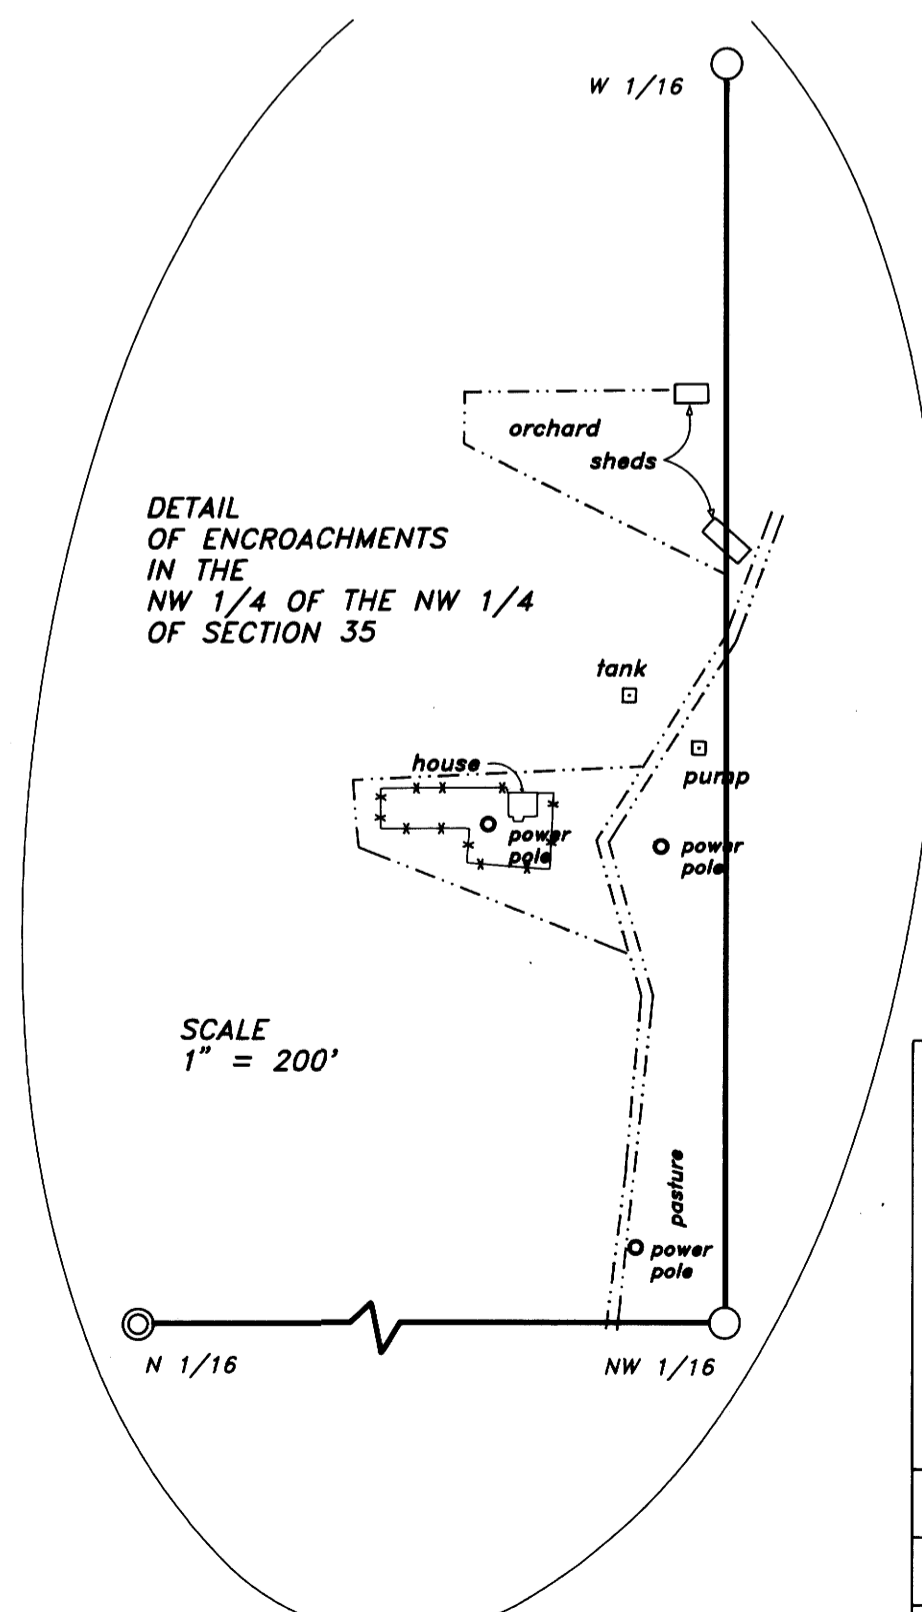 W 1/16
orchard
sheds
DETAIL
OF ENCROACHMENTS
IN THE
NW 1/4 OF THE NW 1/4
OF SECTION 35
tank
house
pump
power
pole
power
pole
SCALE
1" = 200'
pasture
power
pole
N 1/16
NW 1/16